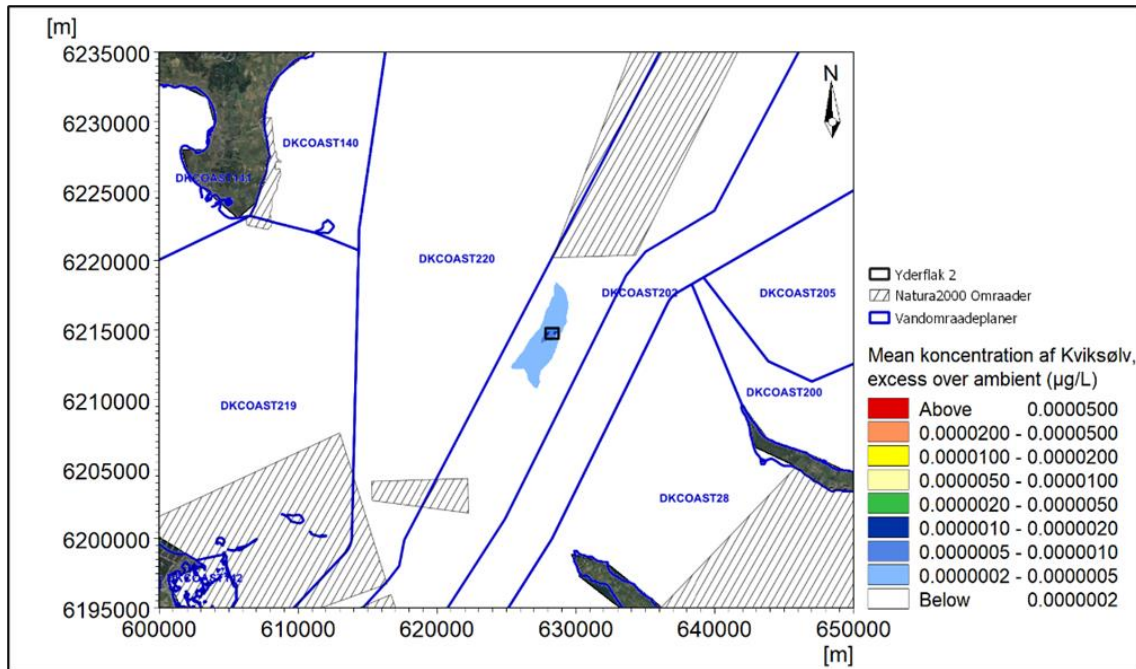 [m]
6235000
6230000
6225000
6220000
6215000
6210000
6205000
6200000
6195000
600000 610000 620000 630000 640000 650000
[m]
N
DKCOAST140
DKCOAST141
DKCOAST220
DKCOAST202
DKCOAST205
DKCOAST200
DKCOAST219
DKCOAST28
Yderflak 2
Natura2000 Omraader
Vandomraadeplaner
Mean koncentration af Kviksølv,
excess over ambient (µg/L)
Above 0.0000500
0.0000200 - 0.0000500
0.0000100 - 0.0000200
0.0000050 - 0.0000100
0.0000020 - 0.0000050
0.0000010 - 0.0000020
0.0000005 - 0.0000010
0.0000002 - 0.0000005
Below 0.0000002